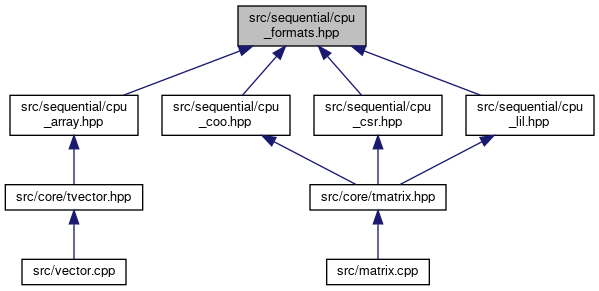 src/sequential/cpu
_formats.hpp
src/sequential/cpu
_array.hpp
src/sequential/cpu
_coo.hpp
src/sequential/cpu
_csr.hpp
src/sequential/cpu
_lil.hpp
src/core/tvector.hpp
src/core/tmatrix.hpp
src/vector.cpp
src/matrix.cpp